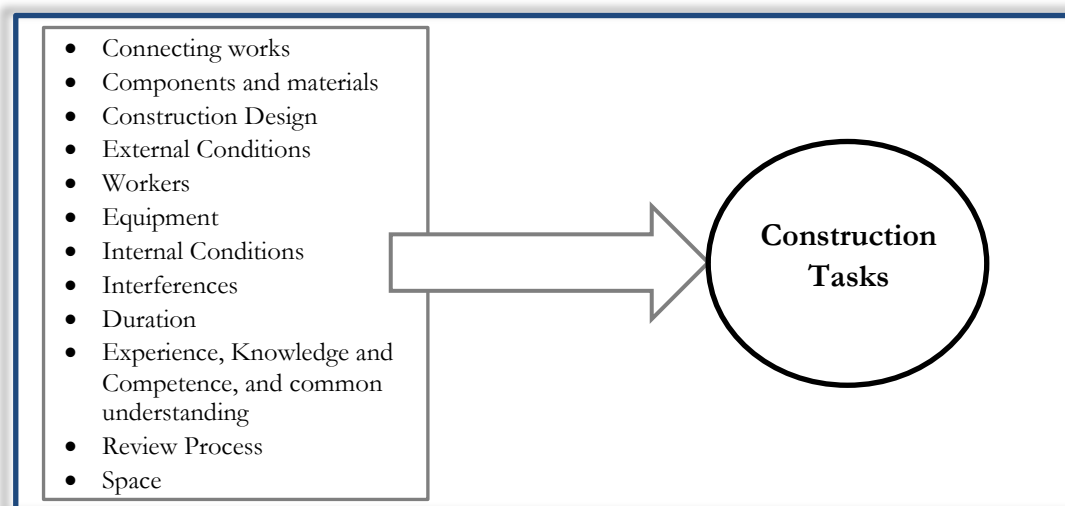 • Connecting works
• Components and materials
• Construction Design
• External Conditions
• Workers
• Equipment
• Internal Conditions
• Interferences
• Duration
• Experience, Knowledge and
Competence, and common
understanding
• Review Process
• Space
Construction
Tasks